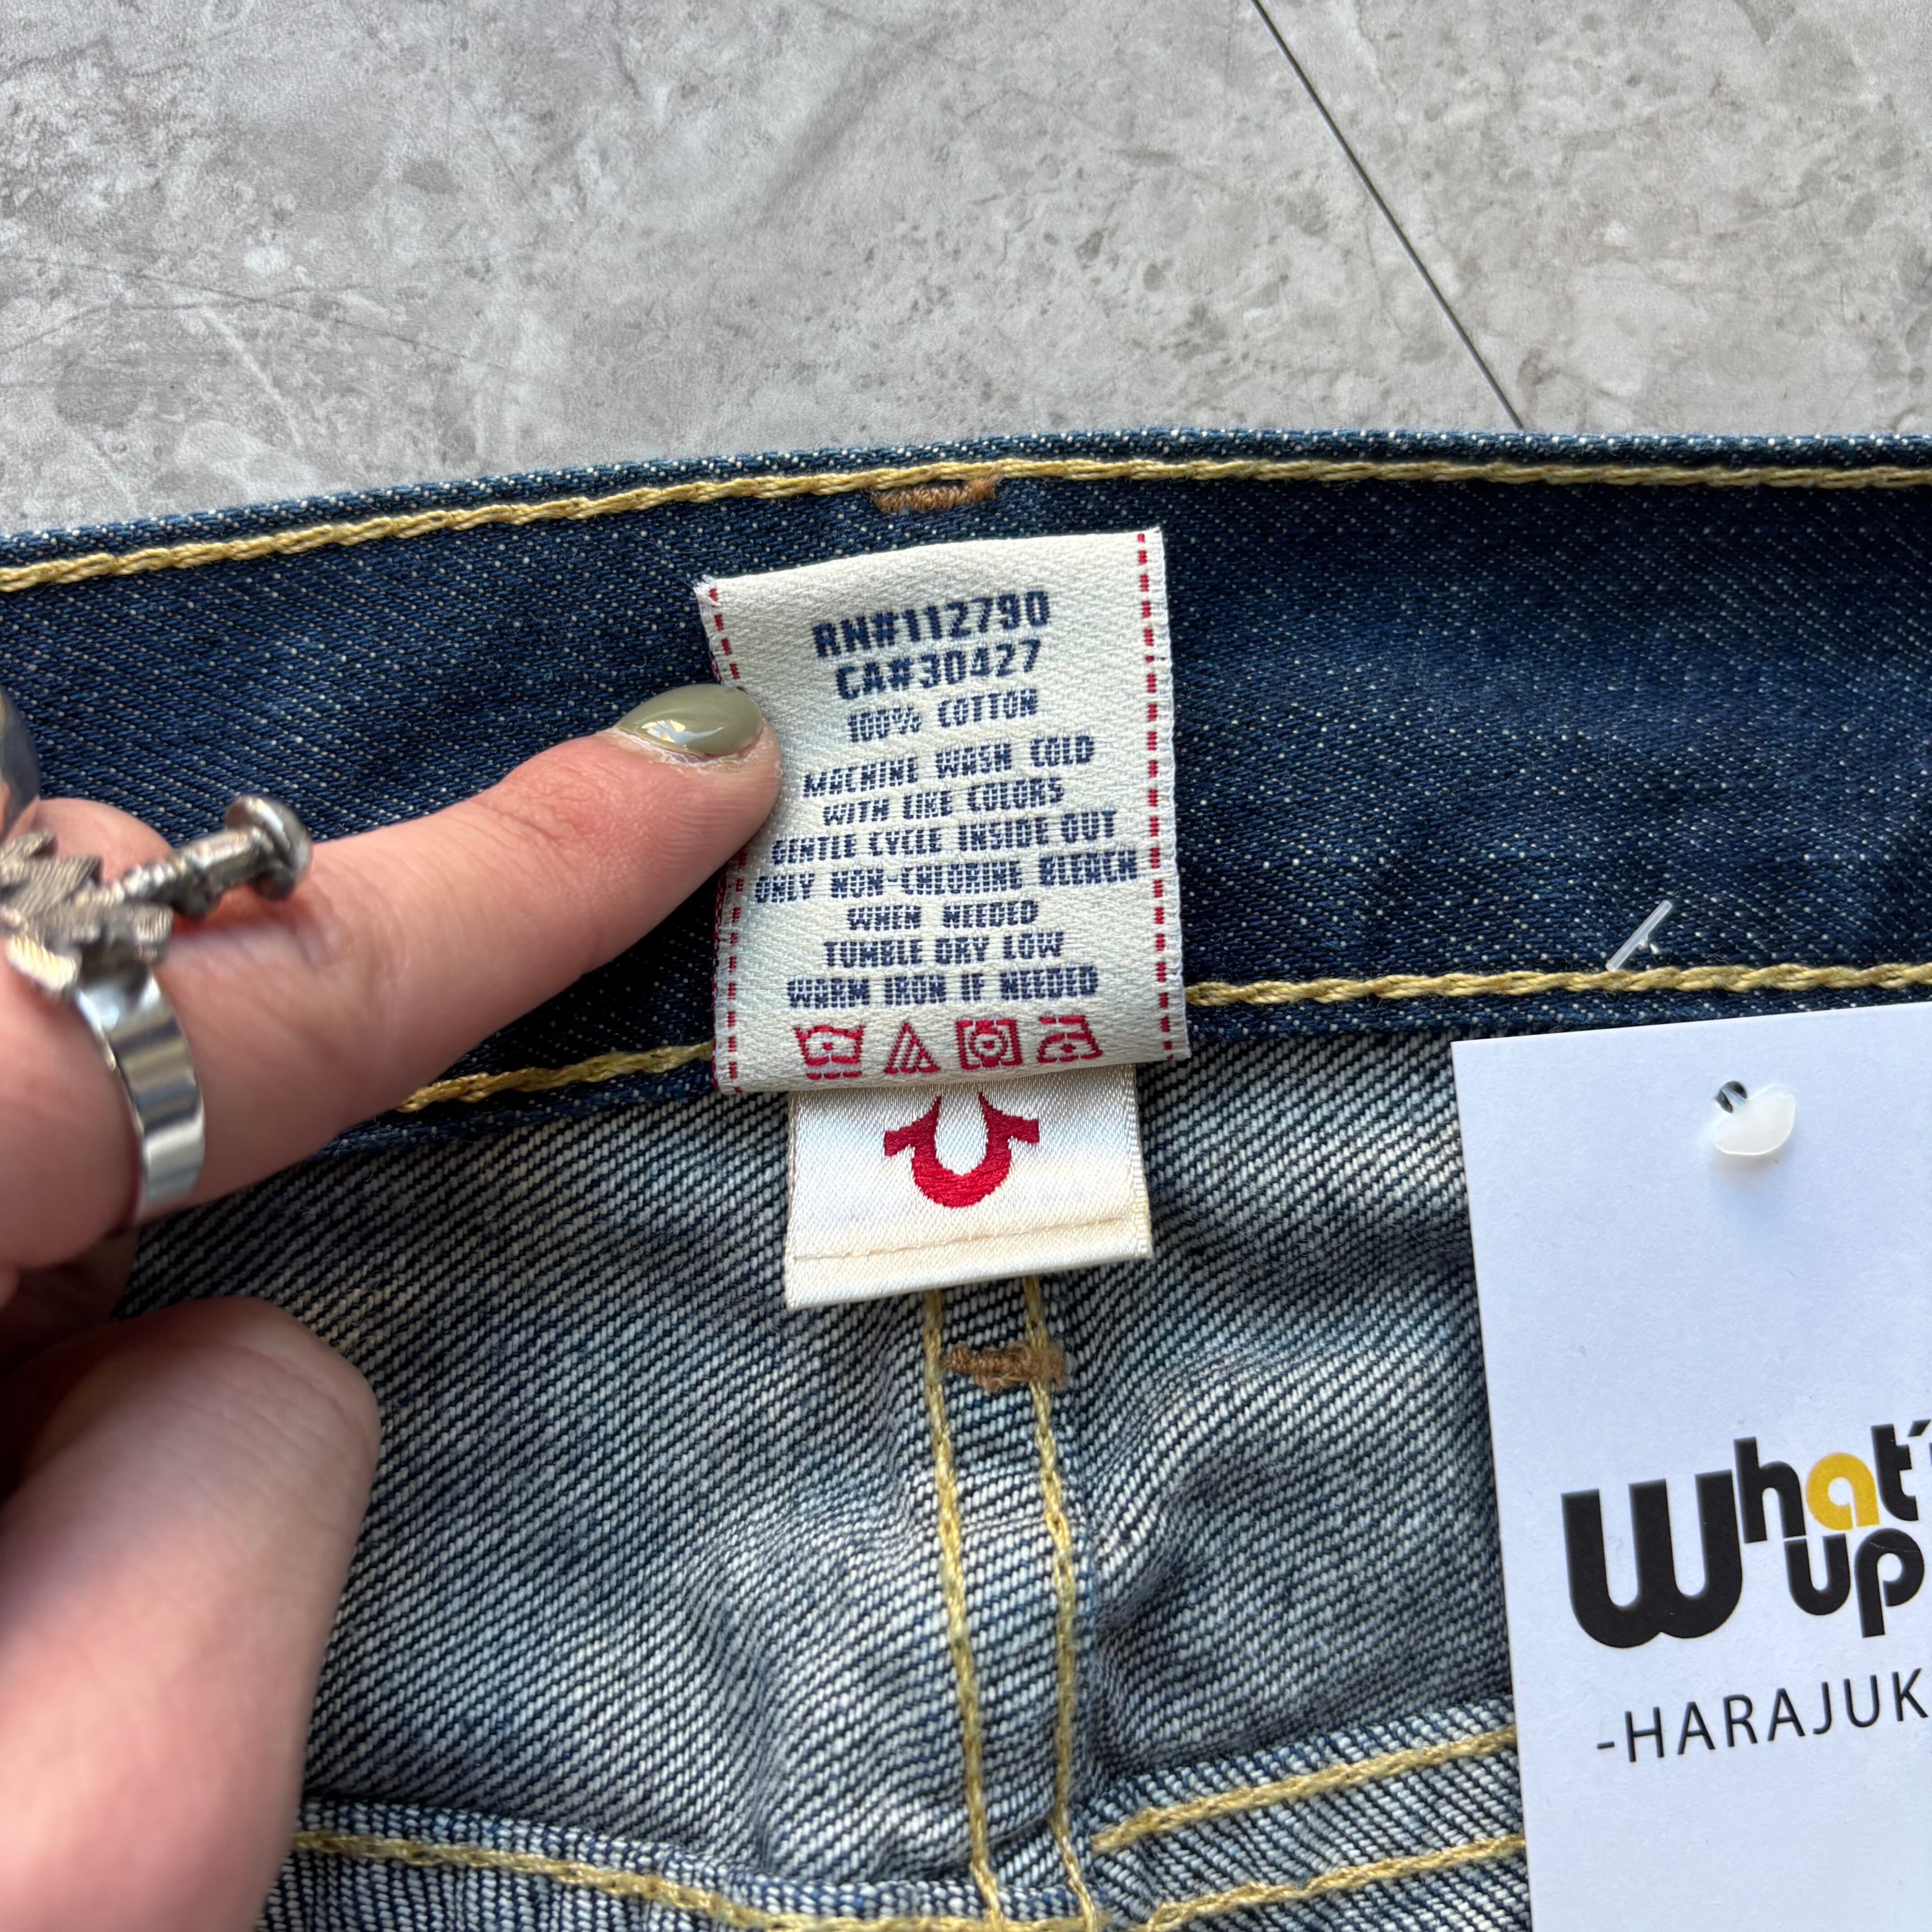 RN#112790
CA#30427
100% COTTON
MACHINE WASH COLD
WITH LIKE COLORS
GENTLE CYCLE INSIDE OUT
ONLY NON-CHLORINE BLEACH
WHEN NEEDED
TUMBLE DRY LOW
WARM IRON IF NEEDED
What'
up
-HARAJUK